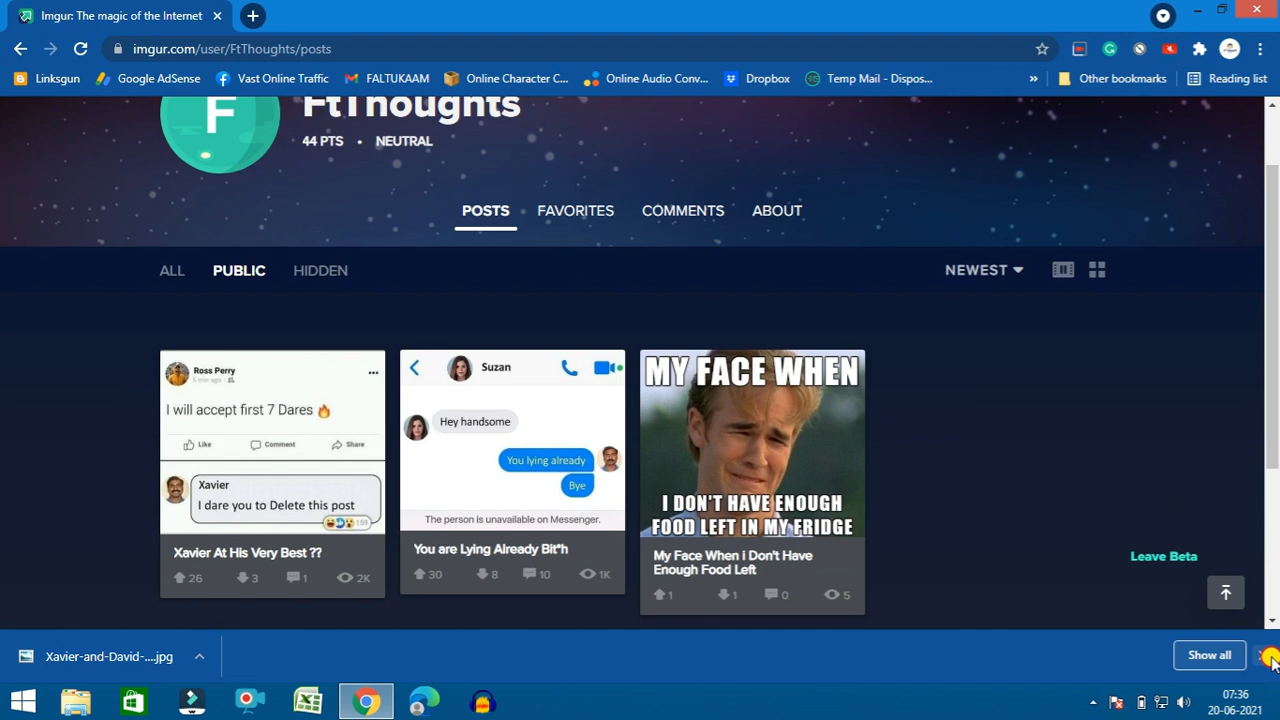 Imgur: The magic of the Internet
imgur.com/user/FtThoughts/posts
Linksgun
Google AdSense
Vast Online Traffic
FALTUKAAM
Online Character C...
Online Audio Conv...
Dropbox
Temp Mail - Dispos...
»
Other bookmarks
Reading list
F
FtThoughts
44 PTS • NEUTRAL
POSTS
FAVORITES
COMMENTS
ABOUT
ALL
PUBLIC
HIDDEN
NEWEST
Ross Perry
5 min ago
I will accept first 7 Dares 🔥
Like
Comment
Share
Xavier
I dare you to Delete this post
159
Xavier At His Very Best ??
26
3
1
2K
Suzan
Hey handsome
You lying already
Bye
The person is unavailable on Messenger.
You are Lying Already Bit*h
30
8
10
1K
MY FACE WHEN
I DON'T HAVE ENOUGH
FOOD LEFT IN MY FRIDGE
My Face When i Don't Have
Enough Food Left
1
1
0
5
Leave Beta
Xavier-and-David-....jpg
Show all
07:36
20-06-2021